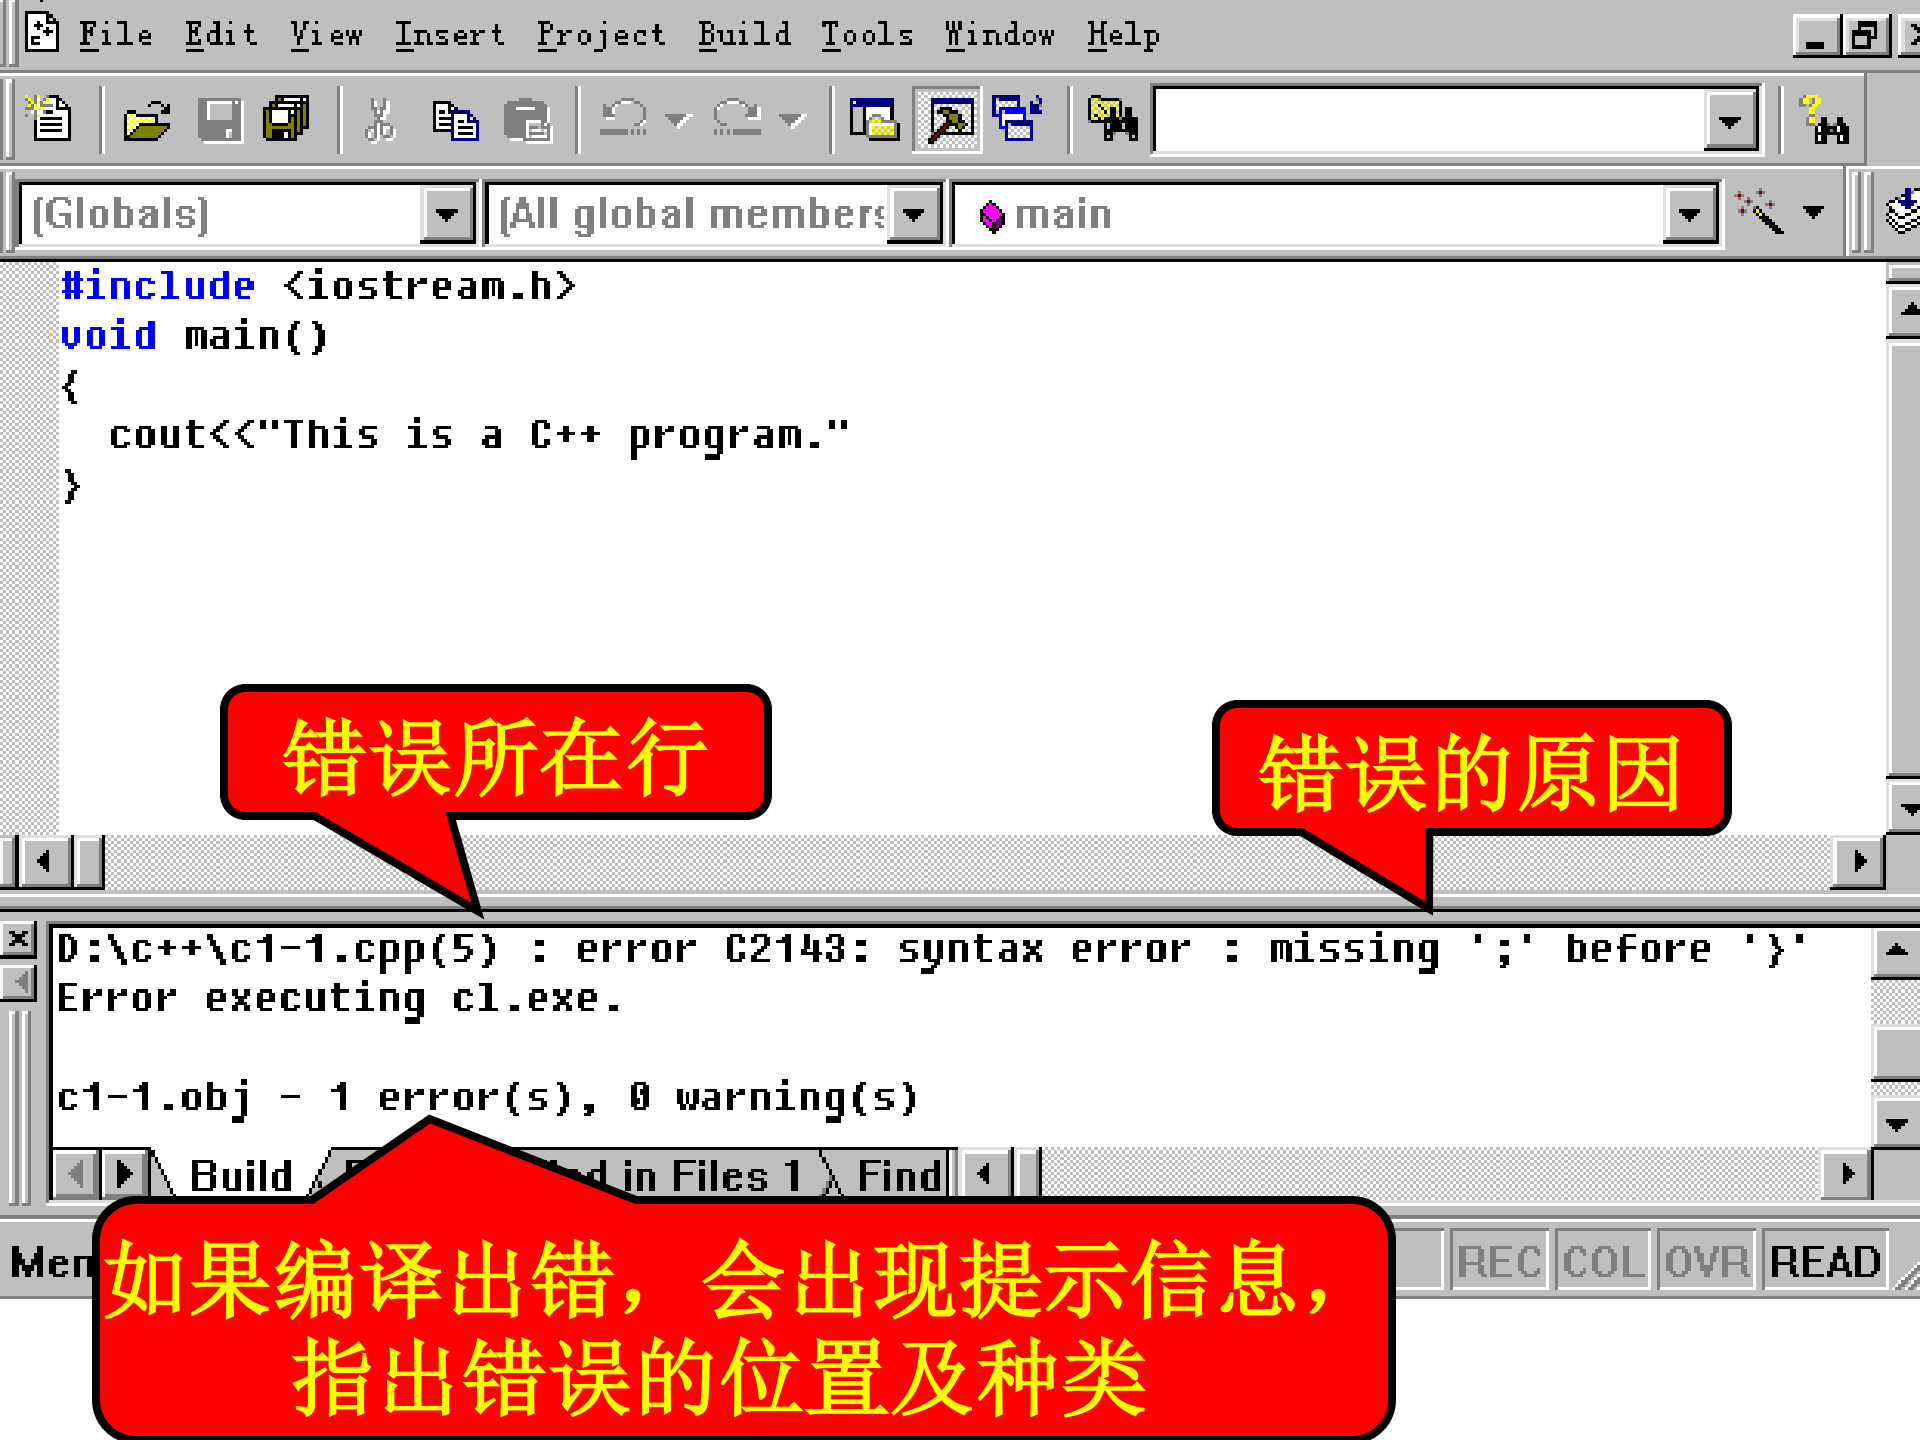 File Edit View Insert Project Build Tools Window Help
(Globals) (All global members main
#include <iostream.h>
void main()
{
cout<<"This is a C++ program."
}
错误所在行
错误的原因
D:\c++\c1-1.cpp(5) : error C2143: syntax error : missing ';' before '}'
Error executing cl.exe.
c1-1.obj - 1 error(s), 0 warning(s)
Build in Files 1 Find
REC COL OVR READ
如果编译出错，会出现提示信息，
指出错误的位置及种类